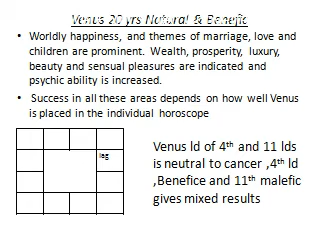 Venus 20 yrs Natural & Benefic
• Worldly happiness, and themes of marriage, love and
children are prominent. Wealth, prosperity, luxury,
beauty and sensual pleasures are indicated and
psychic ability is increased.
• Success in all these areas depends on how well Venus
is placed in the individual horoscope
lag
Venus ld of 4th and 11 lds
is neutral to cancer ,4th ld
,Benefice and 11th malefic
gives mixed results